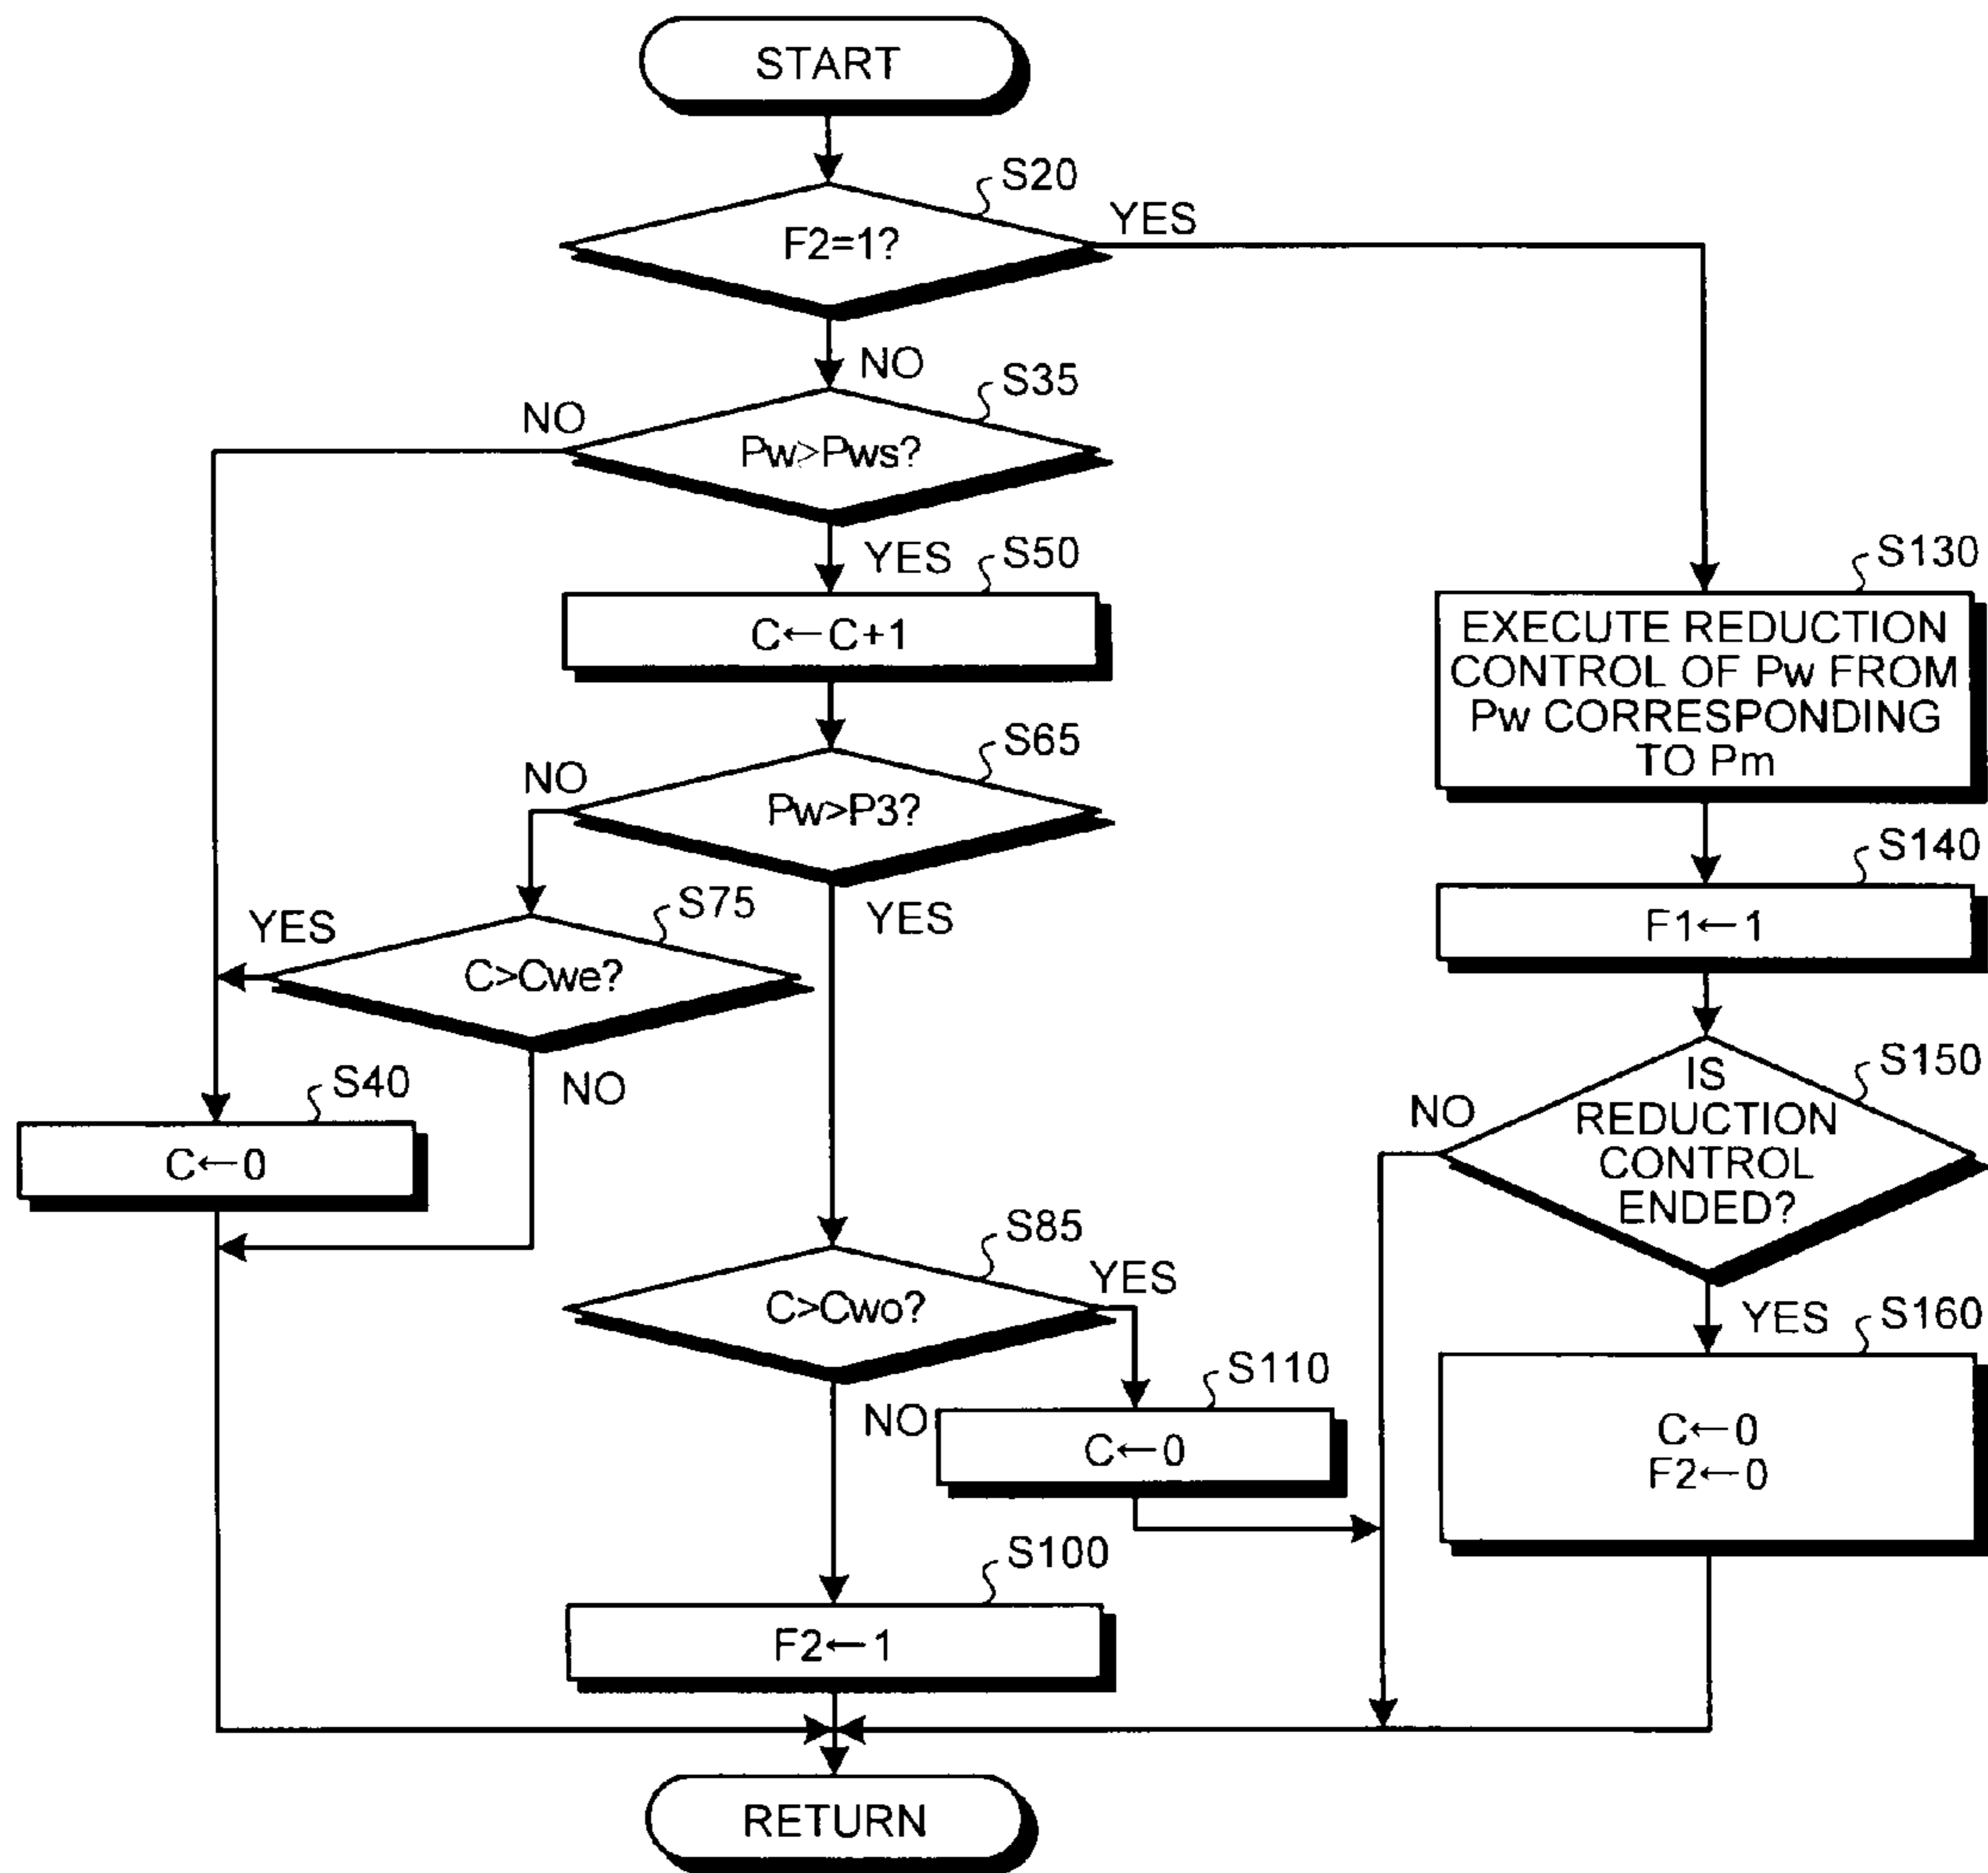 START
S20
F2=1?
YES
NO
S35
NO
Pw>Pws?
YES
S50
C←C+1
S65
NO
Pw>P3?
YES
S75
YES
C>Cwe?
NO
S40
C←0
S85
YES
C>Cwo?
NO
S110
C←0
S100
F2←1
S130
EXECUTE REDUCTION
CONTROL OF Pw FROM
Pw CORRESPONDING
TO Pm
S140
F1←1
S150
NO
IS
REDUCTION
CONTROL
ENDED?
YES
S160
C←0
F2←0
RETURN